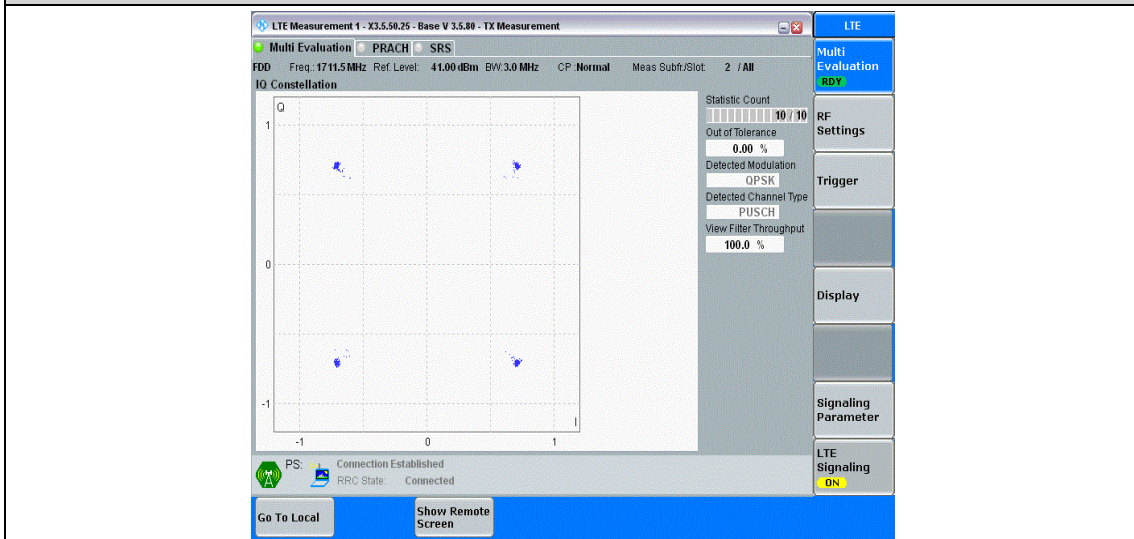 LTE Measurement 1 - X3.5.50.25 - Base V 3.5.80 - TX Measurement
LTE
Multi Evaluation PRACH SRS
FDD Freq.: 1711.5 MHz Ref. Level: 41.00 dBm BW: 3.0 MHz CP :Normal Meas Subfr./Slot: 2 / All
IQ Constellation
Q
1
0
-1
-1 0 1
I
Statistic Count
10 / 10
Out of Tolerance
0.00 %
Detected Modulation
QPSK
Detected Channel Type
PUSCH
View Filter Throughput
100.0 %
Multi
Evaluation
RDY
RF
Settings
Trigger
Display
Signaling
Parameter
LTE
Signaling
ON
PS: Connection Established
RRC State: Connected
Go To Local
Show Remote
Screen